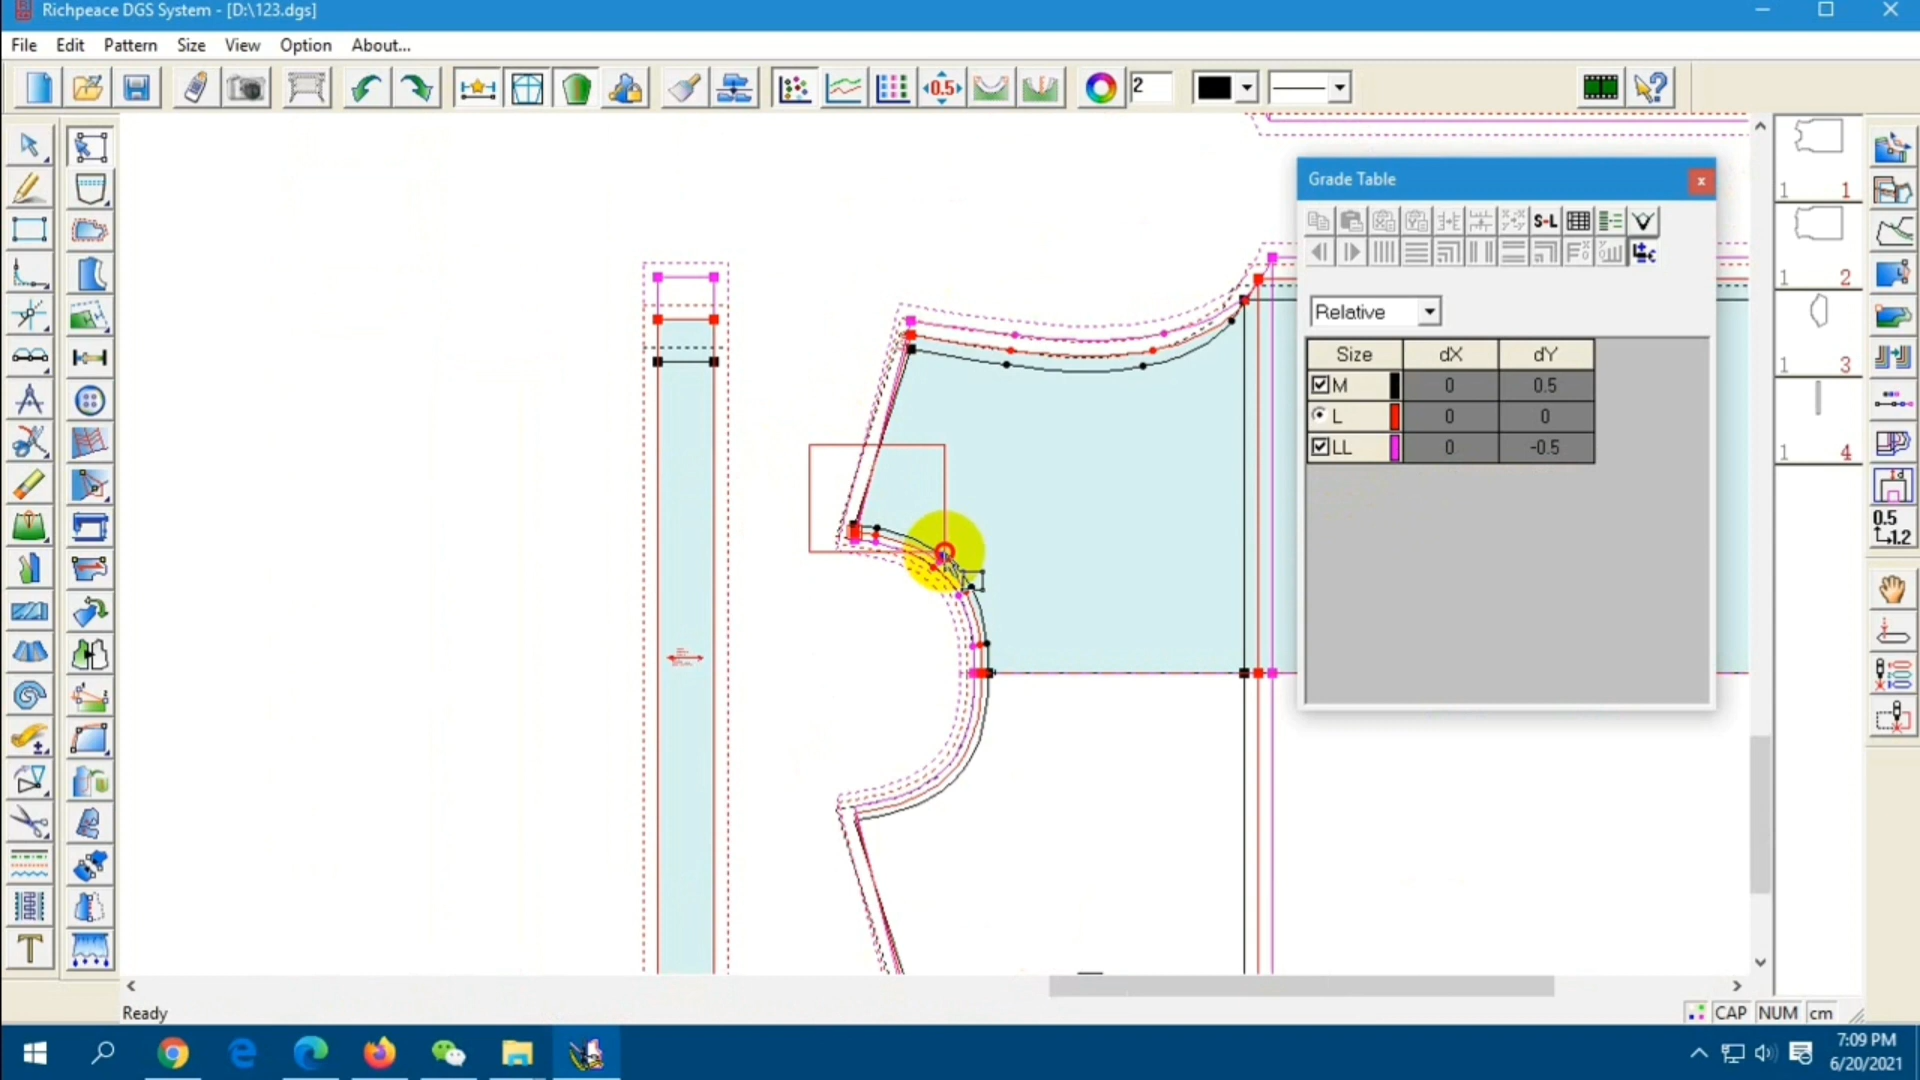 Richpeace DGS System - [D:\123.dgs]
File Edit Pattern Size View Option About...
0.5 2
Grade Table x
S-L
Relative
Size dX dY
M 0 0.5
L 0 0
LL 0 -0.5
1 1
1 2
1 3
1 4
0.5
1.2
T
Ready CAP NUM cm
7:09 PM
6/20/2021